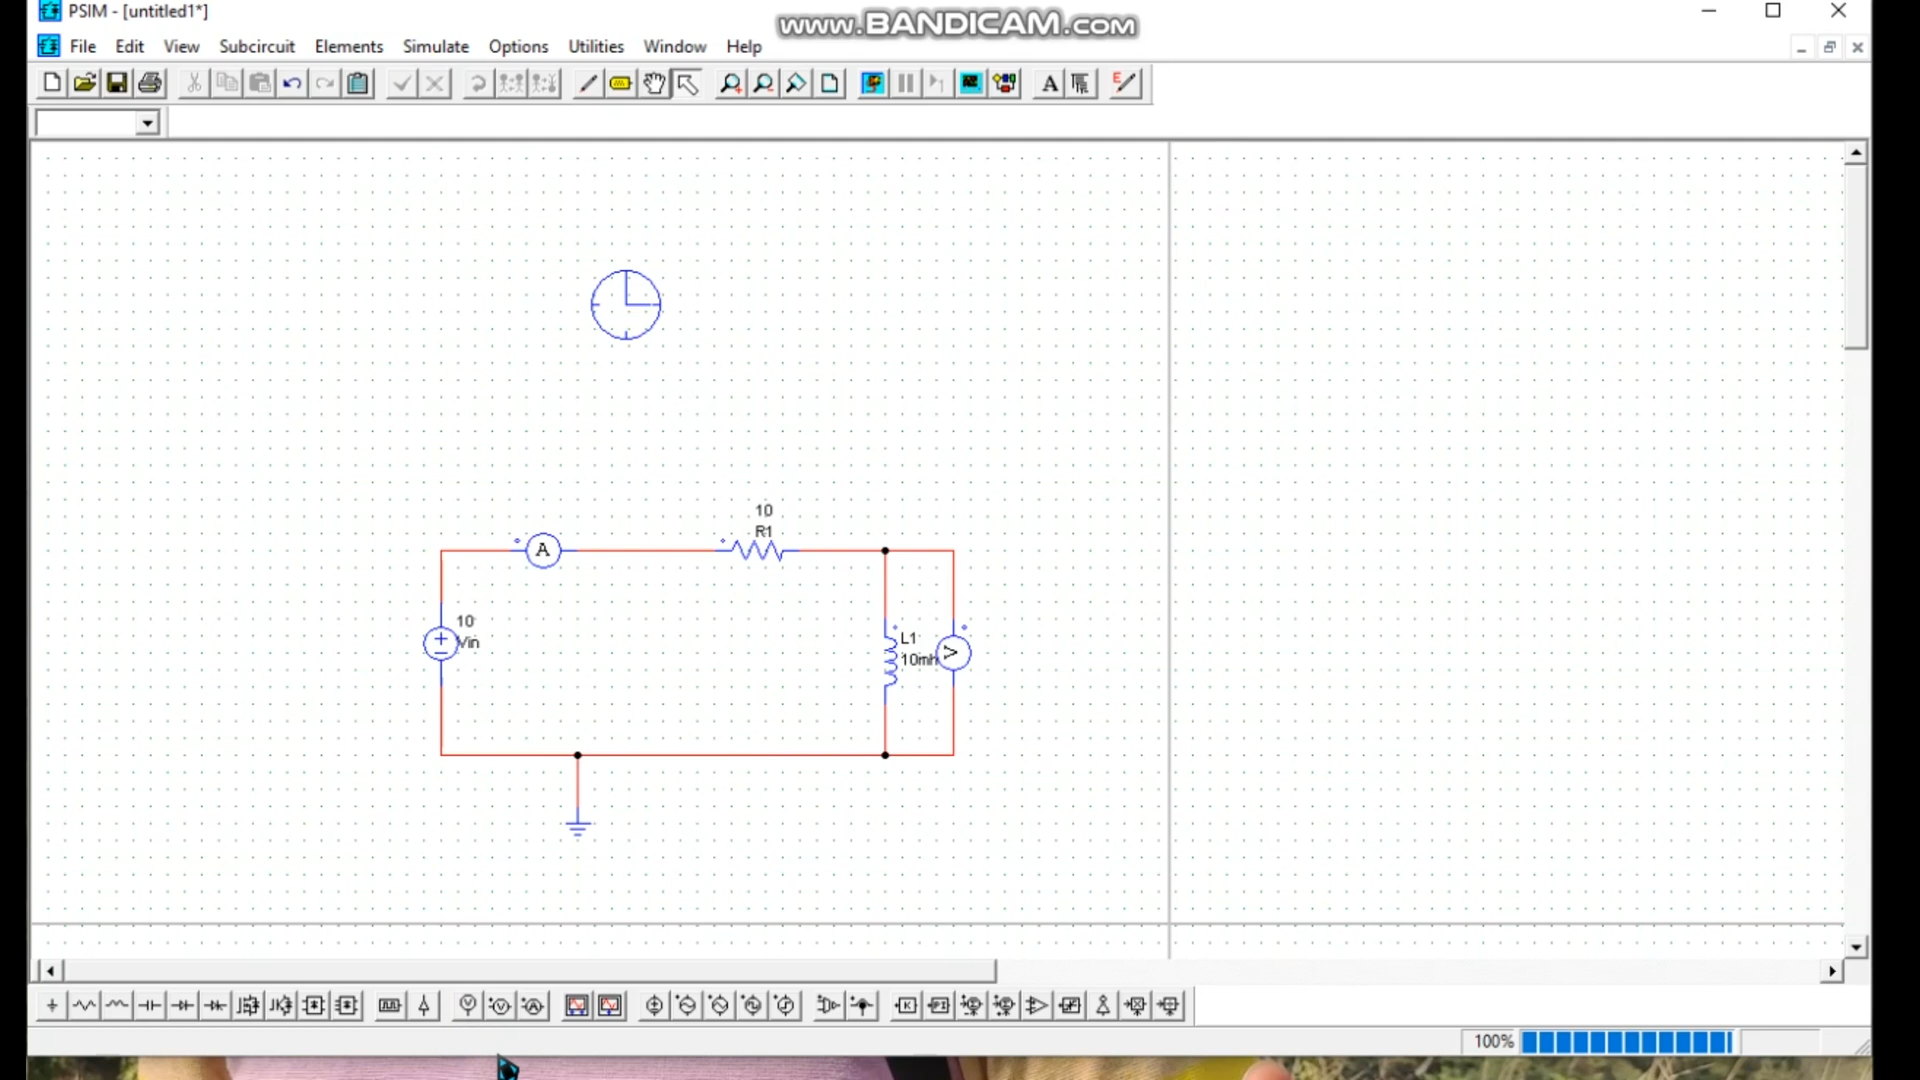 PSIM - [untitled1*]
www.BANDICAM.com
File Edit View Subcircuit Elements Simulate Options Utilities Window Help
A
E
10
R1
A
10
Vin
L1
10mh
V
K
PI
100%